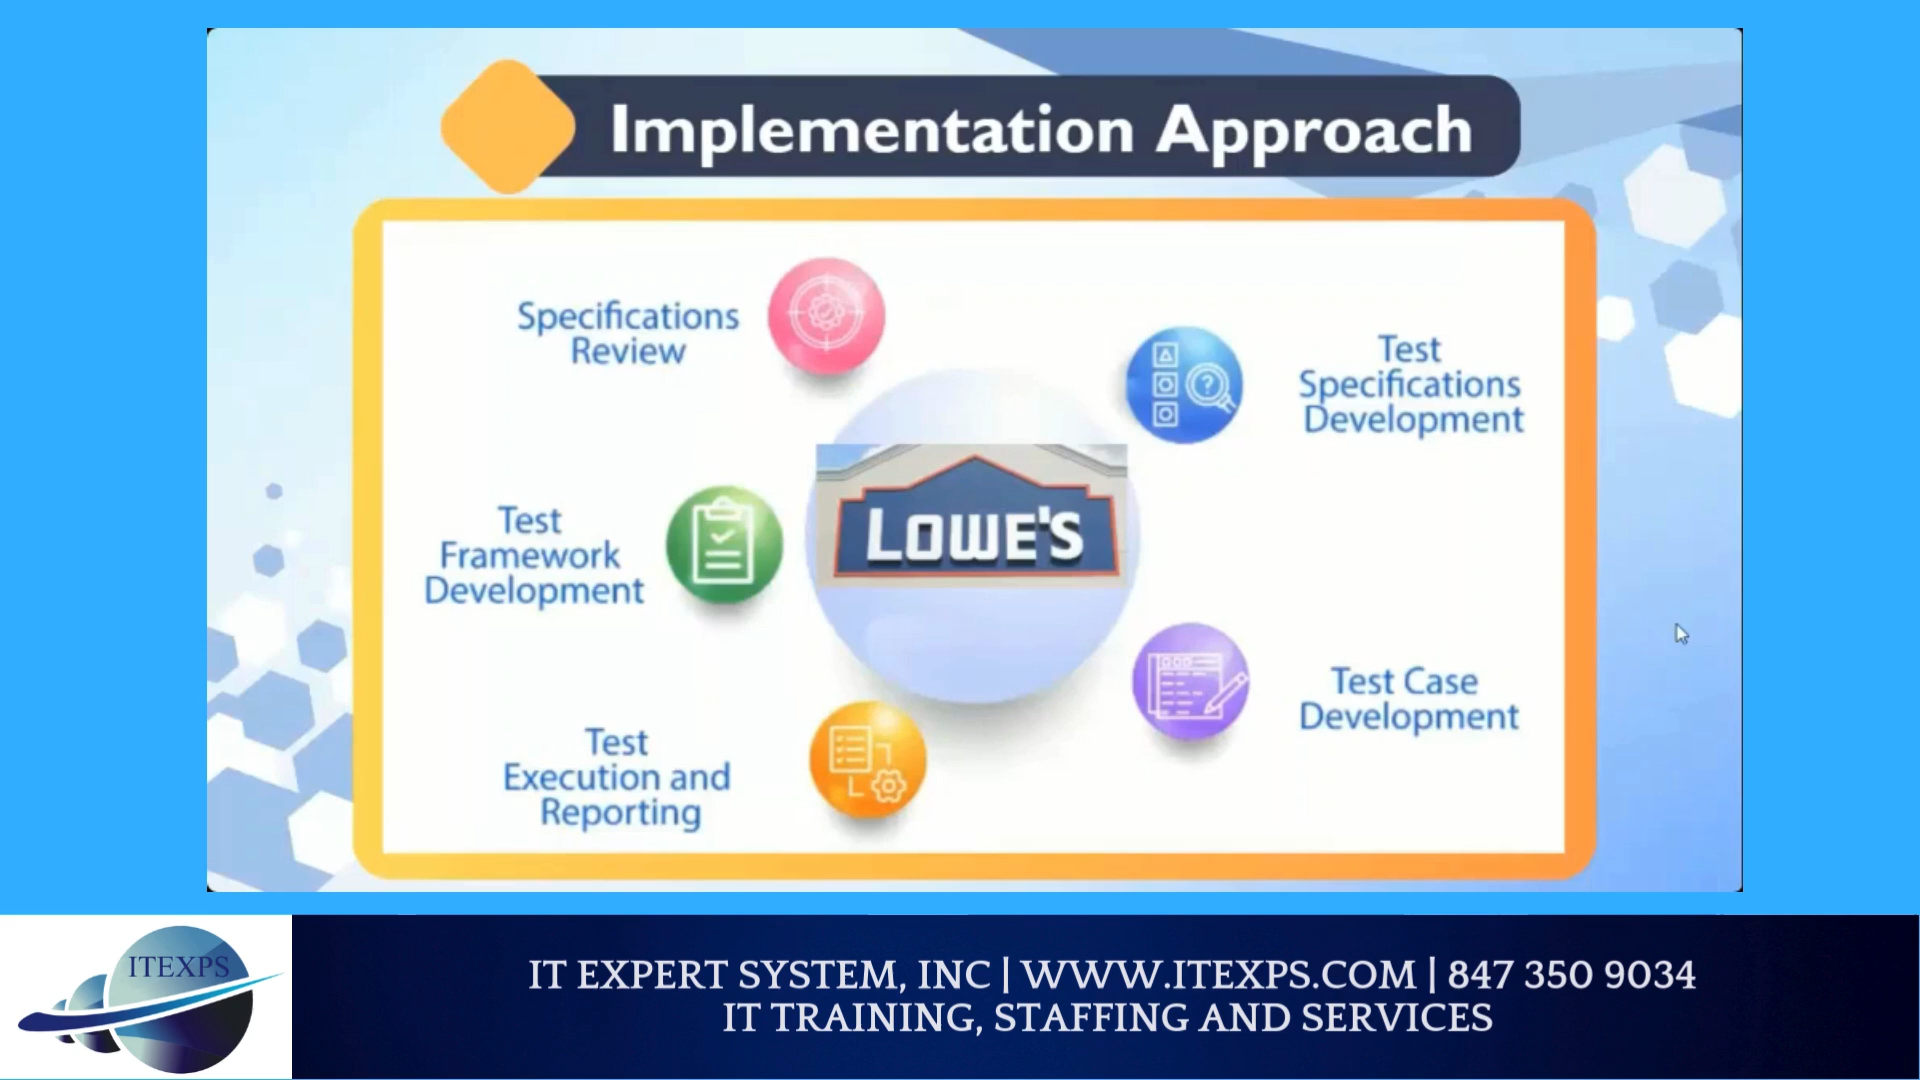 Implementation Approach
Specifications
Review
Test
Specifications
Development
Test
Framework
Development
LOWE'S
Test Case
Development
Test
Execution and
Reporting
ITEXPS
IT EXPERT SYSTEM, INC | WWW.ITEXPS.COM | 847 350 9034
IT TRAINING, STAFFING AND SERVICES